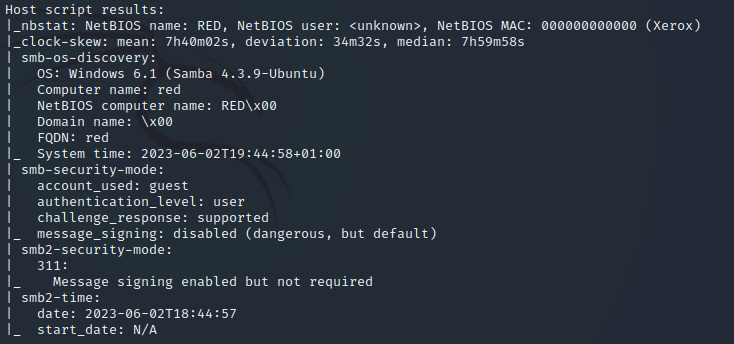 Host script results:
|_nbstat: NetBIOS name: RED, NetBIOS user: <unknown>, NetBIOS MAC: 000000000000 (Xerox)
|_clock-skew: mean: 7h40m02s, deviation: 34m32s, median: 7h59m58s
| smb-os-discovery:
|   OS: Windows 6.1 (Samba 4.3.9-Ubuntu)
|   Computer name: red
|   NetBIOS computer name: RED\x00
|   Domain name: \x00
|   FQDN: red
|_  System time: 2023-06-02T19:44:58+01:00
| smb-security-mode:
|   account_used: guest
|   authentication_level: user
|   challenge_response: supported
|_  message_signing: disabled (dangerous, but default)
| smb2-security-mode:
|   311:
|_    Message signing enabled but not required
| smb2-time:
|   date: 2023-06-02T18:44:57
|_  start_date: N/A